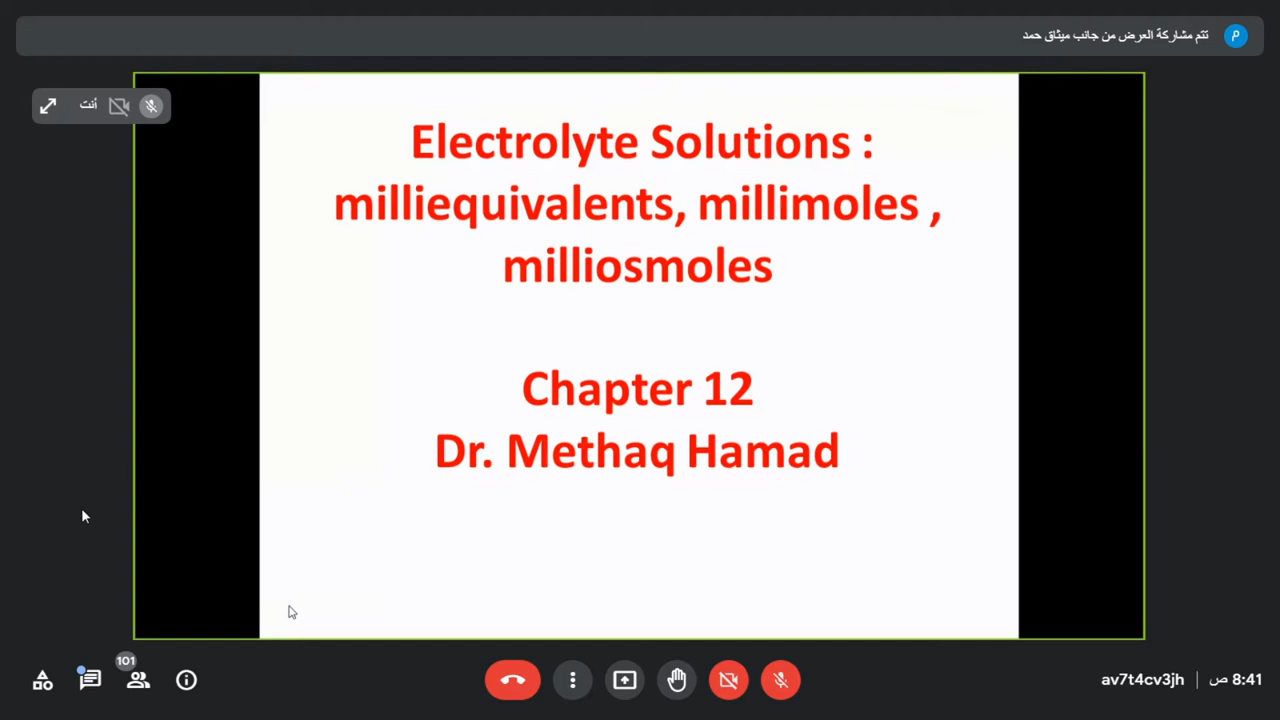 تتم مشاركة العرض من جانب ميثاق حمد
م
أنت
Electrolyte Solutions :
milliequivalents, millimoles ,
milliosmoles
Chapter 12
Dr. Methaq Hamad
101
av7t4cv3jh
8:41 ص